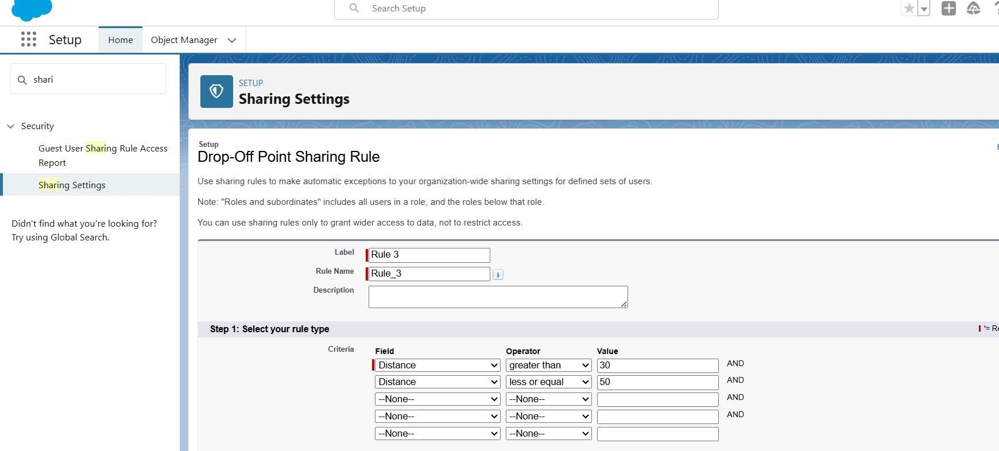 Search Setup
Setup
Home
Object Manager
shari
SETUP
Sharing Settings
Security
Guest User Sharing Rule Access
Report
Sharing Settings
Didn't find what you're looking for?
Try using Global Search.
Setup
Drop-Off Point Sharing Rule
Use sharing rules to make automatic exceptions to your organization-wide sharing settings for defined sets of users.
Note: "Roles and subordinates" includes all users in a role, and the roles below that role.
You can use sharing rules only to grant wider access to data, not to restrict access.
Label Rule 3
Rule Name Rule_3 i
Description
Step 1: Select your rule type
*= Re
Criteria Field Operator Value
Distance greater than 30 AND
Distance less or equal 50 AND
--None-- --None-- AND
--None-- --None-- AND
--None-- --None--